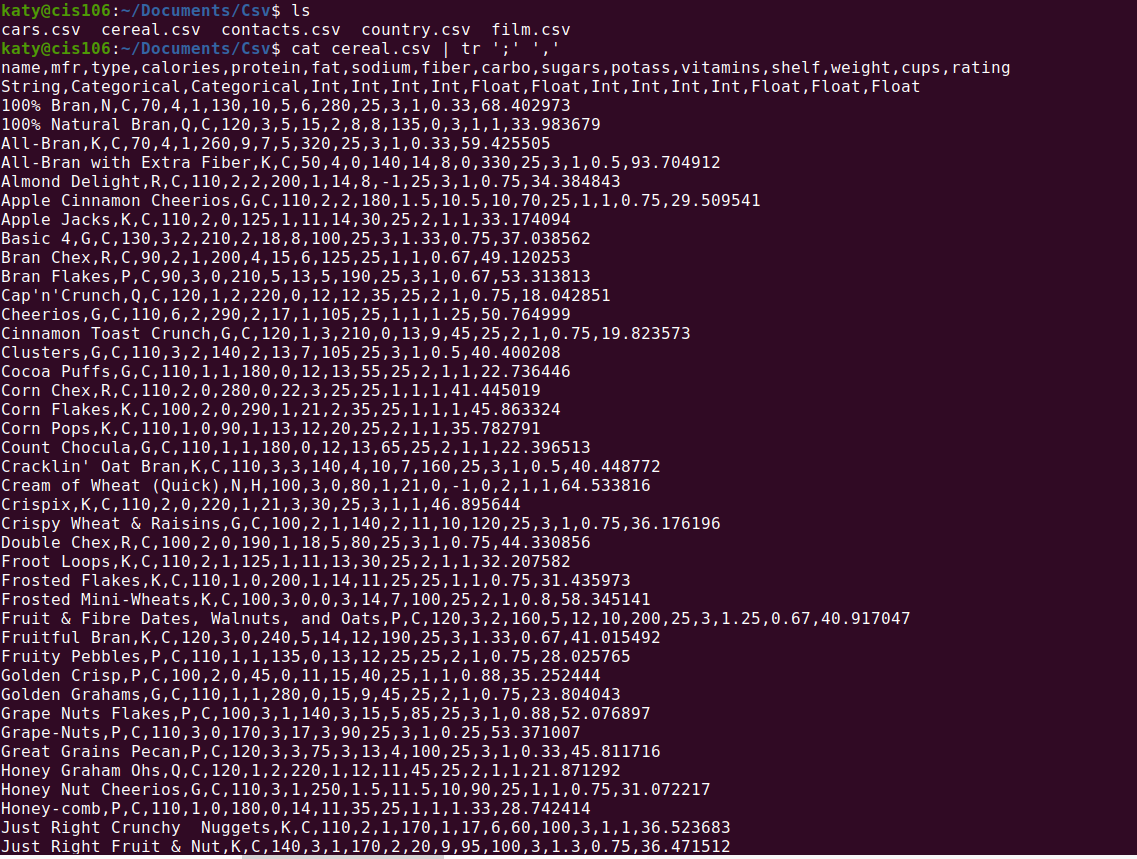 katy@cis106:~/Documents/Csv$ ls
cars.csv  cereal.csv  contacts.csv  country.csv  film.csv
katy@cis106:~/Documents/Csv$ cat cereal.csv | tr ';' ','
name,mfr,type,calories,protein,fat,sodium,fiber,carbo,sugars,potass,vitamins,shelf,weight,cups,rating
String,Categorical,Categorical,Int,Int,Int,Int,Float,Float,Int,Int,Int,Int,Float,Float,Float
100% Bran,N,C,70,4,1,130,10,5,6,280,25,3,1,0.33,68.402973
100% Natural Bran,Q,C,120,3,5,15,2,8,8,135,0,3,1,1,33.983679
All-Bran,K,C,70,4,1,260,9,7,5,320,25,3,1,0.33,59.425505
All-Bran with Extra Fiber,K,C,50,4,0,140,14,8,0,330,25,3,1,0.5,93.704912
Almond Delight,R,C,110,2,2,200,1,14,8,-1,25,3,1,0.75,34.384843
Apple Cinnamon Cheerios,G,C,110,2,2,180,1.5,10.5,10,70,25,1,1,0.75,29.509541
Apple Jacks,K,C,110,2,0,125,1,11,14,30,25,2,1,1,33.174094
Basic 4,G,C,130,3,2,210,2,18,8,100,25,3,1.33,0.75,37.038562
Bran Chex,R,C,90,2,1,200,4,15,6,125,25,1,1,0.67,49.120253
Bran Flakes,P,C,90,3,0,210,5,13,5,190,25,3,1,0.67,53.313813
Cap'n'Crunch,Q,C,120,1,2,220,0,12,12,35,25,2,1,0.75,18.042851
Cheerios,G,C,110,6,2,290,2,17,1,105,25,1,1,1.25,50.764999
Cinnamon Toast Crunch,G,C,120,1,3,210,0,13,9,45,25,2,1,0.75,19.823573
Clusters,G,C,110,3,2,140,2,13,7,105,25,3,1,0.5,40.400208
Cocoa Puffs,G,C,110,1,1,180,0,12,13,55,25,2,1,1,22.736446
Corn Chex,R,C,110,2,0,280,0,22,3,25,25,1,1,1,41.445019
Corn Flakes,K,C,100,2,0,290,1,21,2,35,25,1,1,1,45.863324
Corn Pops,K,C,110,1,0,90,1,13,12,20,25,2,1,1,35.782791
Count Chocula,G,C,110,1,1,180,0,12,13,65,25,2,1,1,22.396513
Cracklin' Oat Bran,K,C,110,3,3,140,4,10,7,160,25,3,1,0.5,40.448772
Cream of Wheat (Quick),N,H,100,3,0,80,1,21,0,-1,0,2,1,1,64.533816
Crispix,K,C,110,2,0,220,1,21,3,30,25,3,1,1,46.895644
Crispy Wheat & Raisins,G,C,100,2,1,140,2,11,10,120,25,3,1,0.75,36.176196
Double Chex,R,C,100,2,0,190,1,18,5,80,25,3,1,0.75,44.330856
Froot Loops,K,C,110,2,1,125,1,11,13,30,25,2,1,1,32.207582
Frosted Flakes,K,C,110,1,0,200,1,14,11,25,25,1,1,0.75,31.435973
Frosted Mini-Wheats,K,C,100,3,0,0,3,14,7,100,25,2,1,0.8,58.345141
Fruit & Fibre Dates, Walnuts, and Oats,P,C,120,3,2,160,5,12,10,200,25,3,1.25,0.67,40.917047
Fruitful Bran,K,C,120,3,0,240,5,14,12,190,25,3,1.33,0.67,41.015492
Fruity Pebbles,P,C,110,1,1,135,0,13,12,25,25,2,1,0.75,28.025765
Golden Crisp,P,C,100,2,0,45,0,11,15,40,25,1,1,0.88,35.252444
Golden Grahams,G,C,110,1,1,280,0,15,9,45,25,2,1,0.75,23.804043
Grape Nuts Flakes,P,C,100,3,1,140,3,15,5,85,25,3,1,0.88,52.076897
Grape-Nuts,P,C,110,3,0,170,3,17,3,90,25,3,1,0.25,53.371007
Great Grains Pecan,P,C,120,3,3,75,3,13,4,100,25,3,1,0.33,45.811716
Honey Graham Ohs,Q,C,120,1,2,220,1,12,11,45,25,2,1,1,21.871292
Honey Nut Cheerios,G,C,110,3,1,250,1.5,11.5,10,90,25,1,1,0.75,31.072217
Honey-comb,P,C,110,1,0,180,0,14,11,35,25,1,1,1.33,28.742414
Just Right Crunchy  Nuggets,K,C,110,2,1,170,1,17,6,60,100,3,1,1,36.523683
Just Right Fruit & Nut,K,C,140,3,1,170,2,20,9,95,100,3,1.3,0.75,36.471512